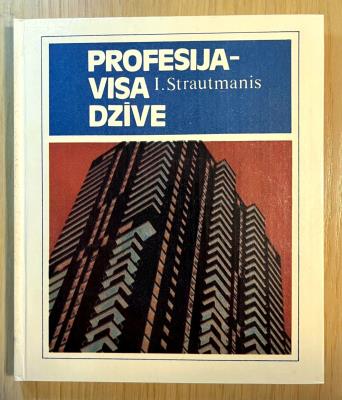 PROFESIJA-
VISA I. Strautmanis
DZĪVE